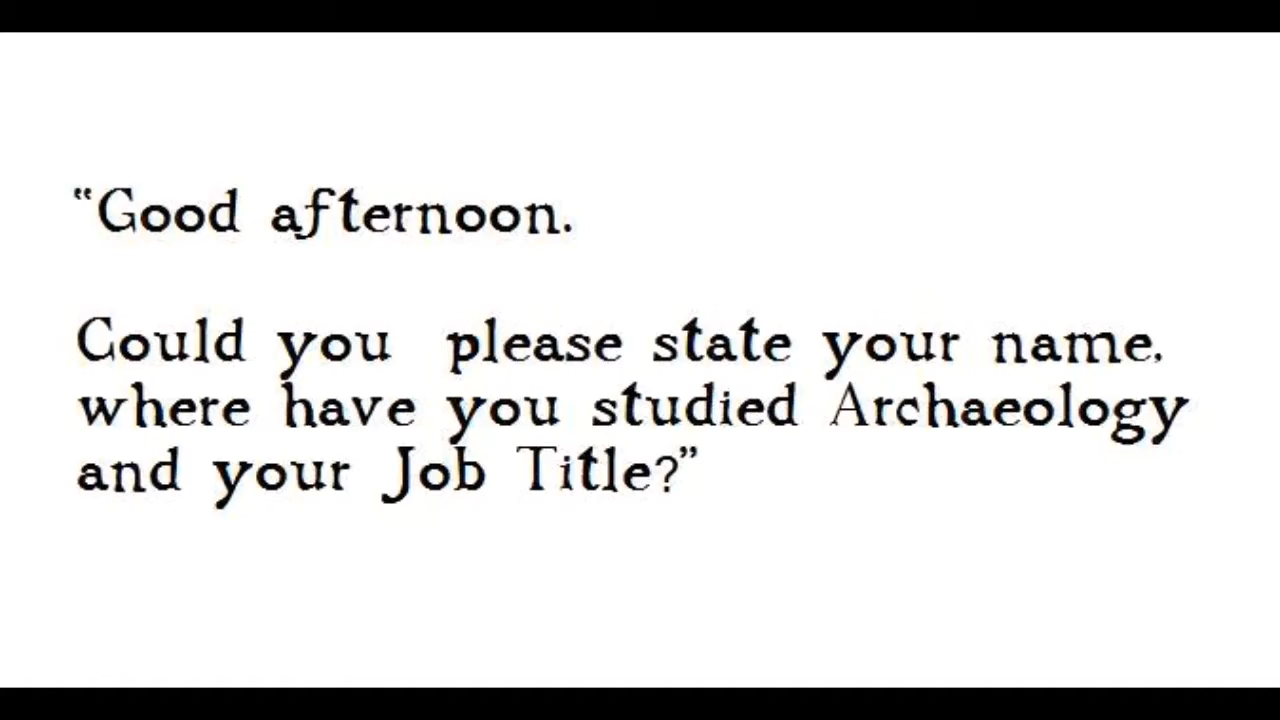 “Good afternoon.
Could you please state your name,
where have you studied Archaeology
and your Job Title?”